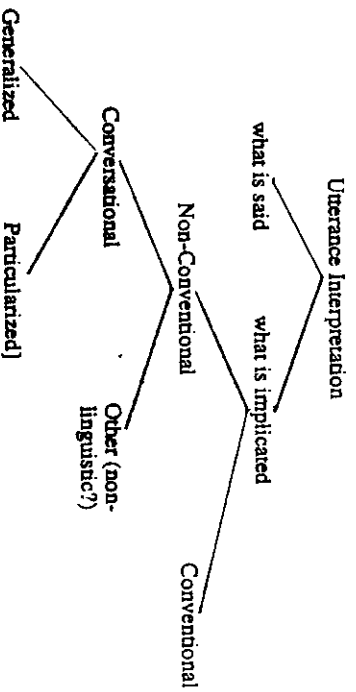 Utterance Interpretation
what is said
what is implicated
Non-Conventional
Conventional
Conversational
Other (non-
linguistic?)
Generalized
Particularized]